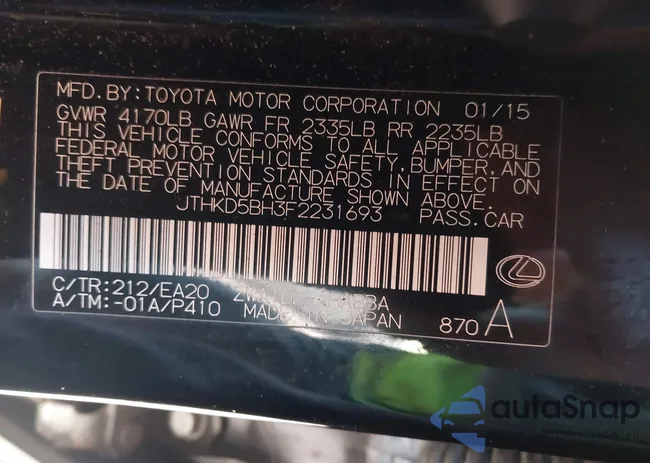 MFD.BY:TOYOTA MOTOR CORPORATION 01/15
GVWR 4170LB GAWR FR 2335LB RR 2235LB
THIS VEHICLE CONFORMS TO ALL APPLICABLE
FEDERAL MOTOR VEHICLE SAFETY, BUMPER, AND
THEFT PREVENTION STANDARDS IN EFFECT ON
THE DATE OF MANUFACTURE SHOWN ABOVE.
JTHKD5BH3F2231693 PASS.CAR
C/TR:212/EA20
A/TM:-01A/P410 MADE IN JAPAN 870 A
autoSnap